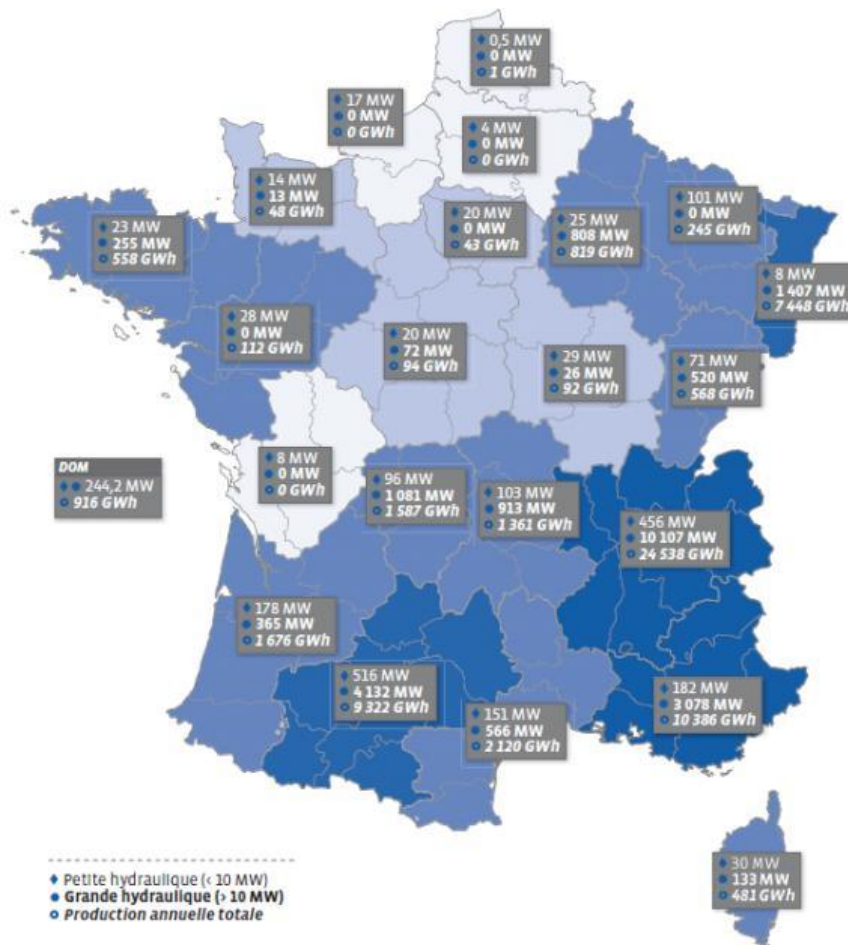 0,5 MW
0 MW
1 GWh
17 MW
0 MW
0 GWh
4 MW
0 MW
0 GWh
14 MW
13 MW
48 GWh
101 MW
0 MW
245 GWh
23 MW
255 MW
558 GWh
20 MW
0 MW
43 GWh
25 MW
808 MW
819 GWh
8 MW
1 407 MW
7 448 GWh
28 MW
0 MW
112 GWh
20 MW
72 MW
94 GWh
29 MW
26 MW
92 GWh
71 MW
520 MW
568 GWh
DOM
244,2 MW
916 GWh
8 MW
0 MW
0 GWh
96 MW
1 081 MW
1 587 GWh
103 MW
913 MW
1 361 GWh
456 MW
10 107 MW
24 538 GWh
178 MW
365 MW
1 676 GWh
516 MW
4 132 MW
9 322 GWh
151 MW
566 MW
2 120 GWh
182 MW
3 078 MW
10 386 GWh
30 MW
133 MW
481 GWh
Petite hydraulique (< 10 MW)
Grande hydraulique (> 10 MW)
Production annuelle totale